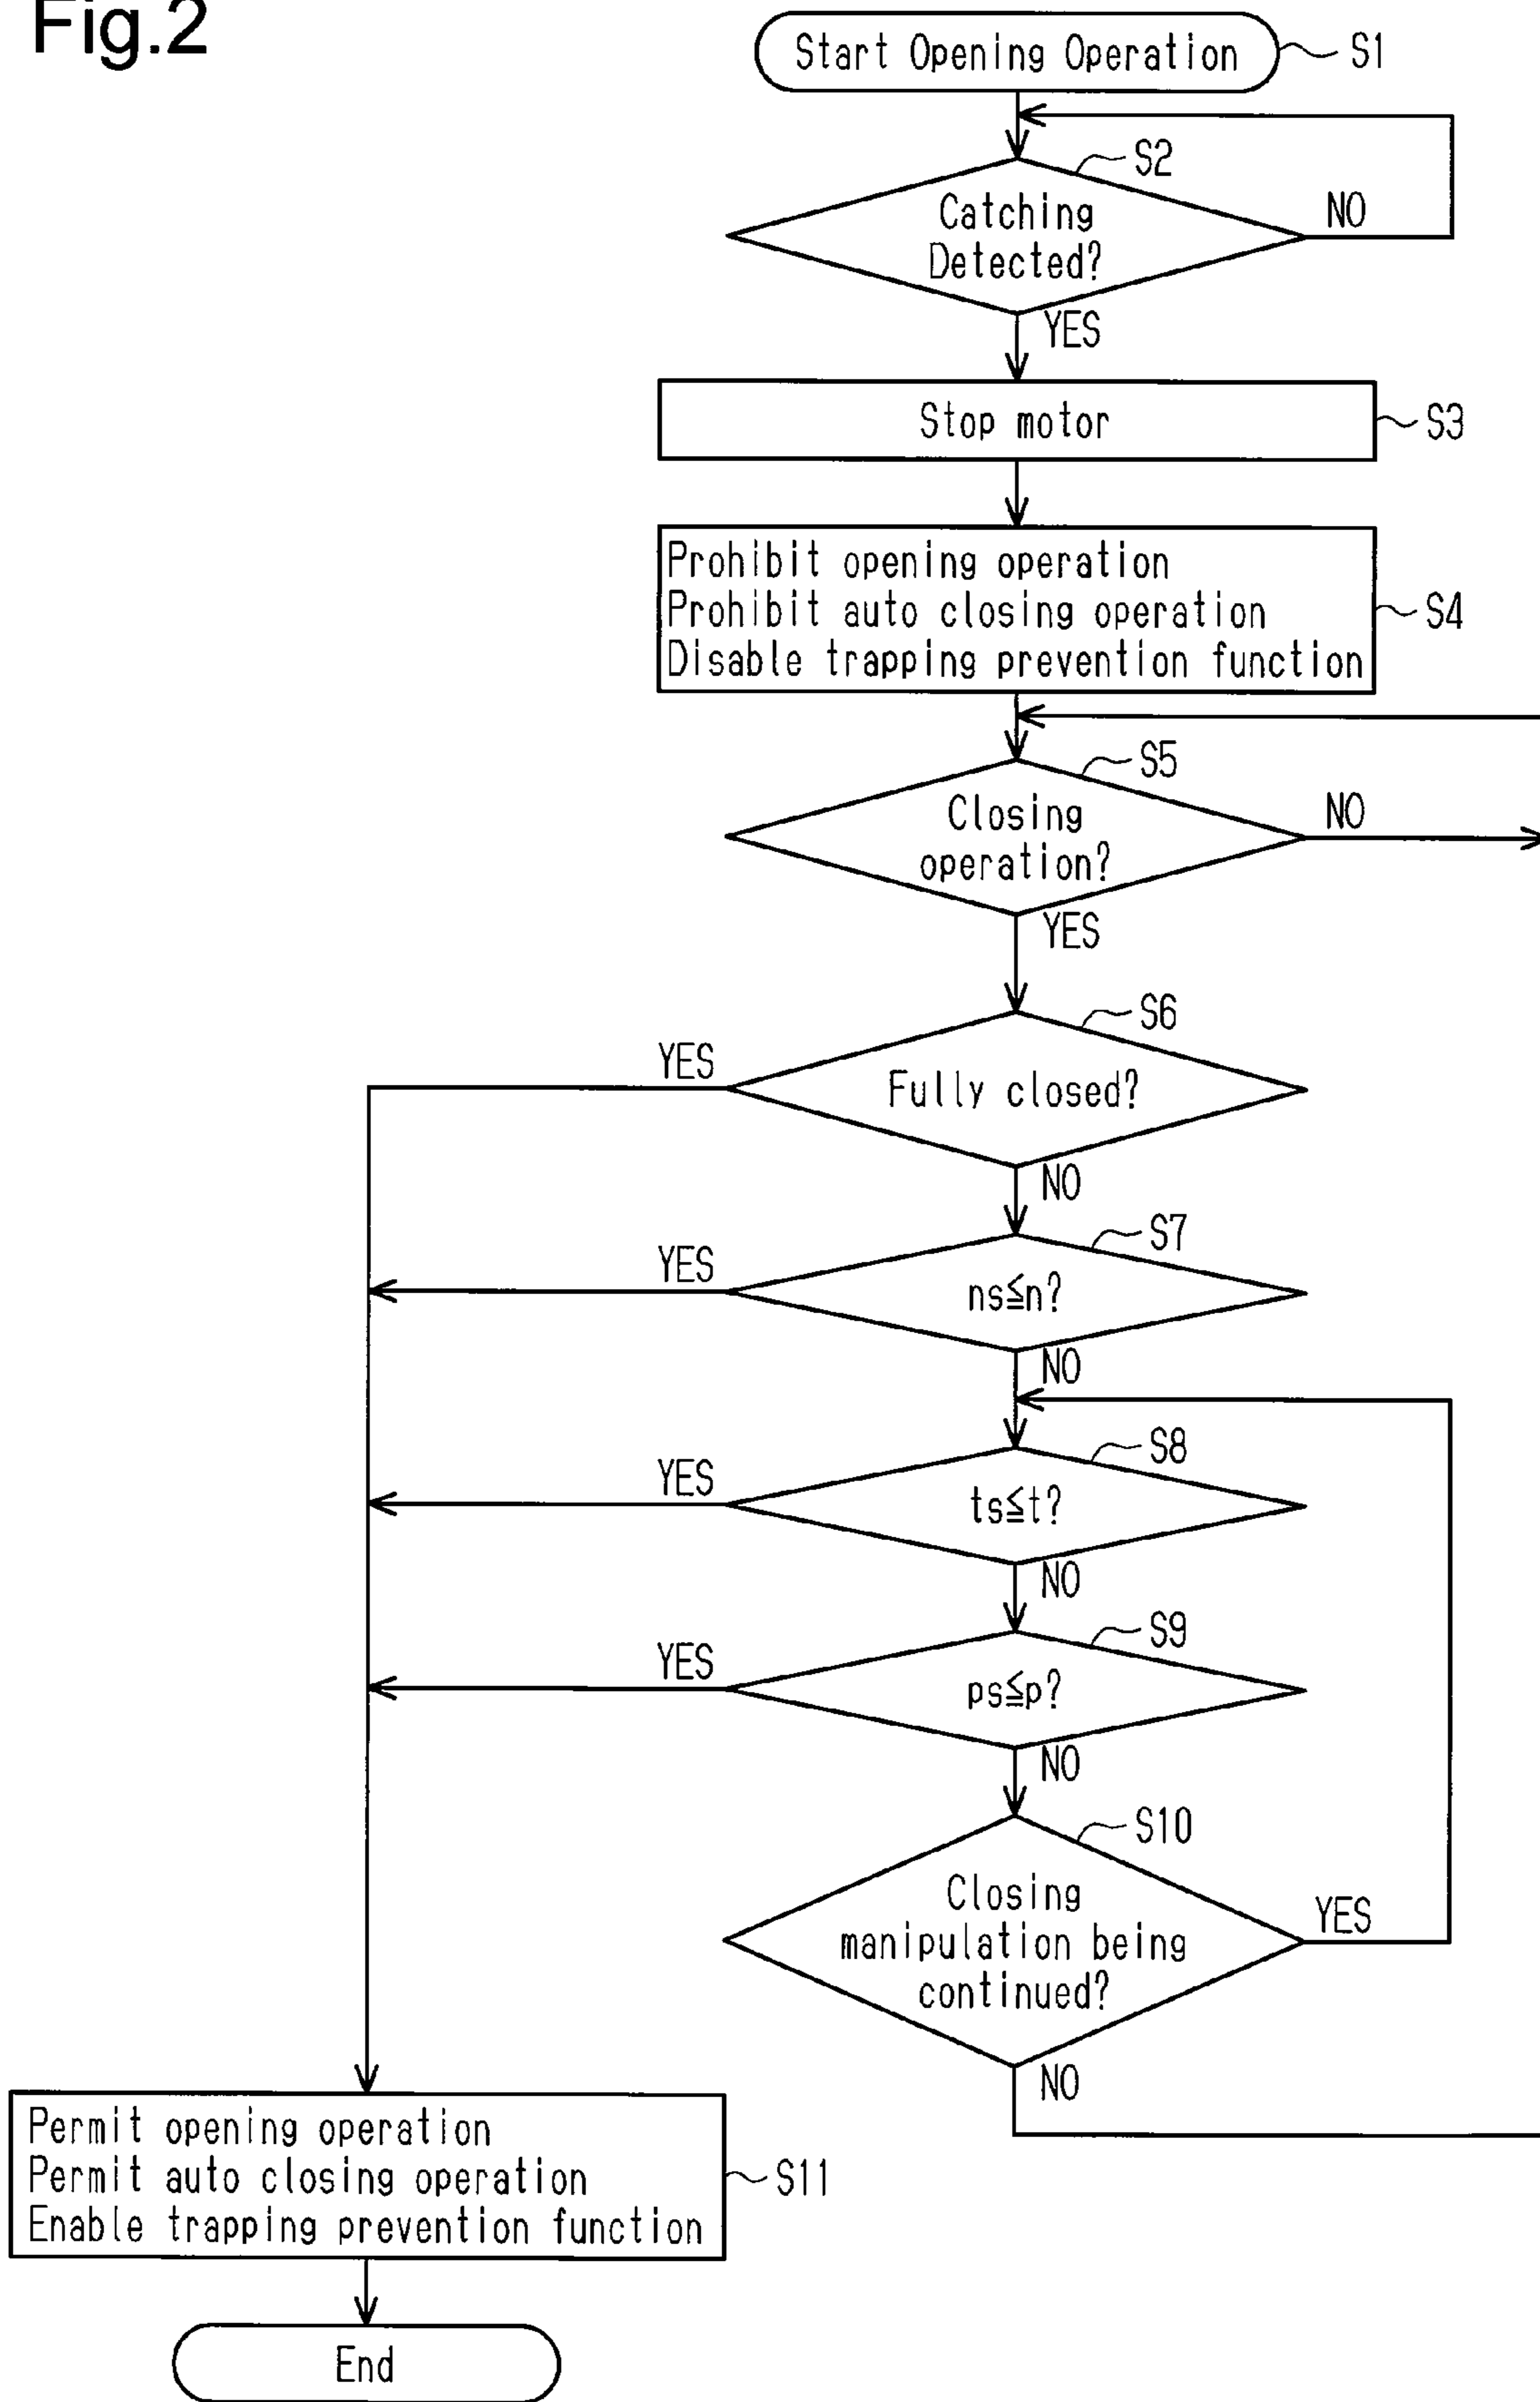 Fig.2
Start Opening Operation
S1
S2
Catching
Detected?
NO
YES
Stop motor
S3
Prohibit opening operation
Prohibit auto closing operation
Disable trapping prevention function
S4
S5
Closing
operation?
NO
YES
S6
YES
Fully closed?
NO
S7
YES
ns≦n?
NO
S8
YES
ts≦t?
NO
S9
YES
ps≦p?
NO
S10
Closing
manipulation being
continued?
YES
NO
Permit opening operation
Permit auto closing operation
Enable trapping prevention function
S11
End